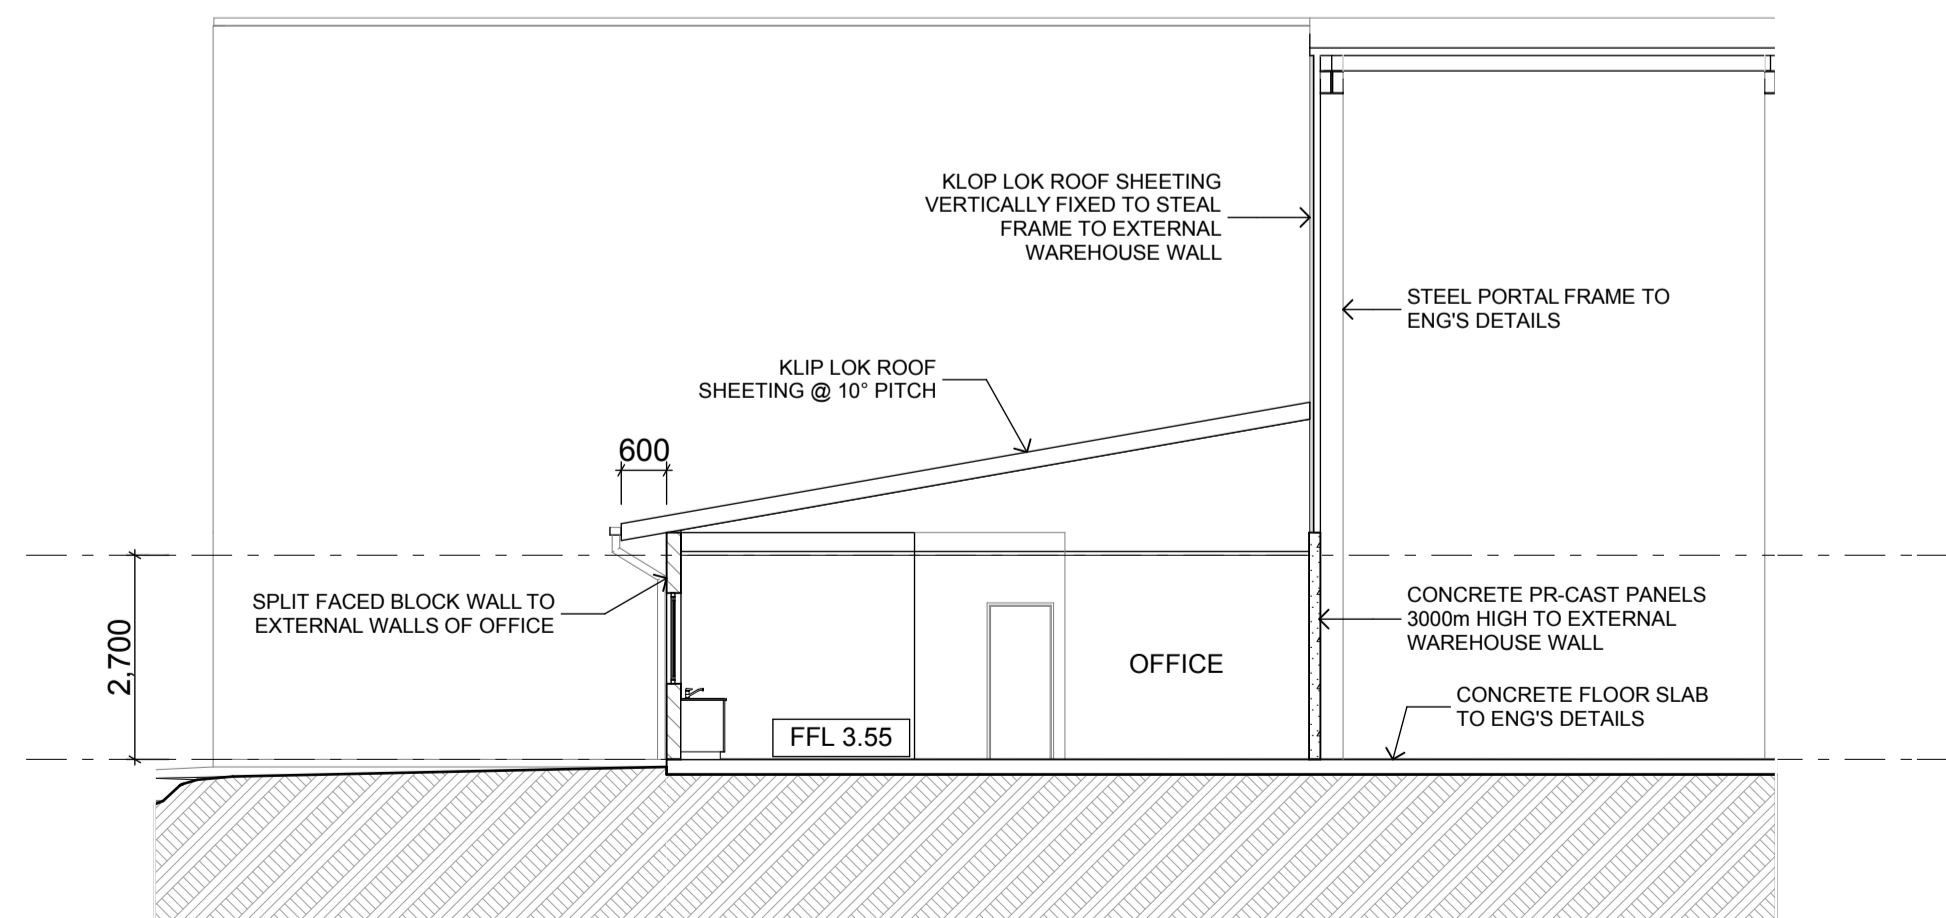 KLOP LOK ROOF SHEETING
VERTICALLY FIXED TO STEAL
FRAME TO EXTERNAL
WAREHOUSE WALL
STEEL PORTAL FRAME TO
ENG'S DETAILS
KLIP LOK ROOF
SHEETING @ 10° PITCH
600
SPLIT FACED BLOCK WALL TO
EXTERNAL WALLS OF OFFICE
2,700
CONCRETE PR-CAST PANELS
3000m HIGH TO EXTERNAL
WAREHOUSE WALL
OFFICE
CONCRETE FLOOR SLAB
TO ENG'S DETAILS
FFL 3.55